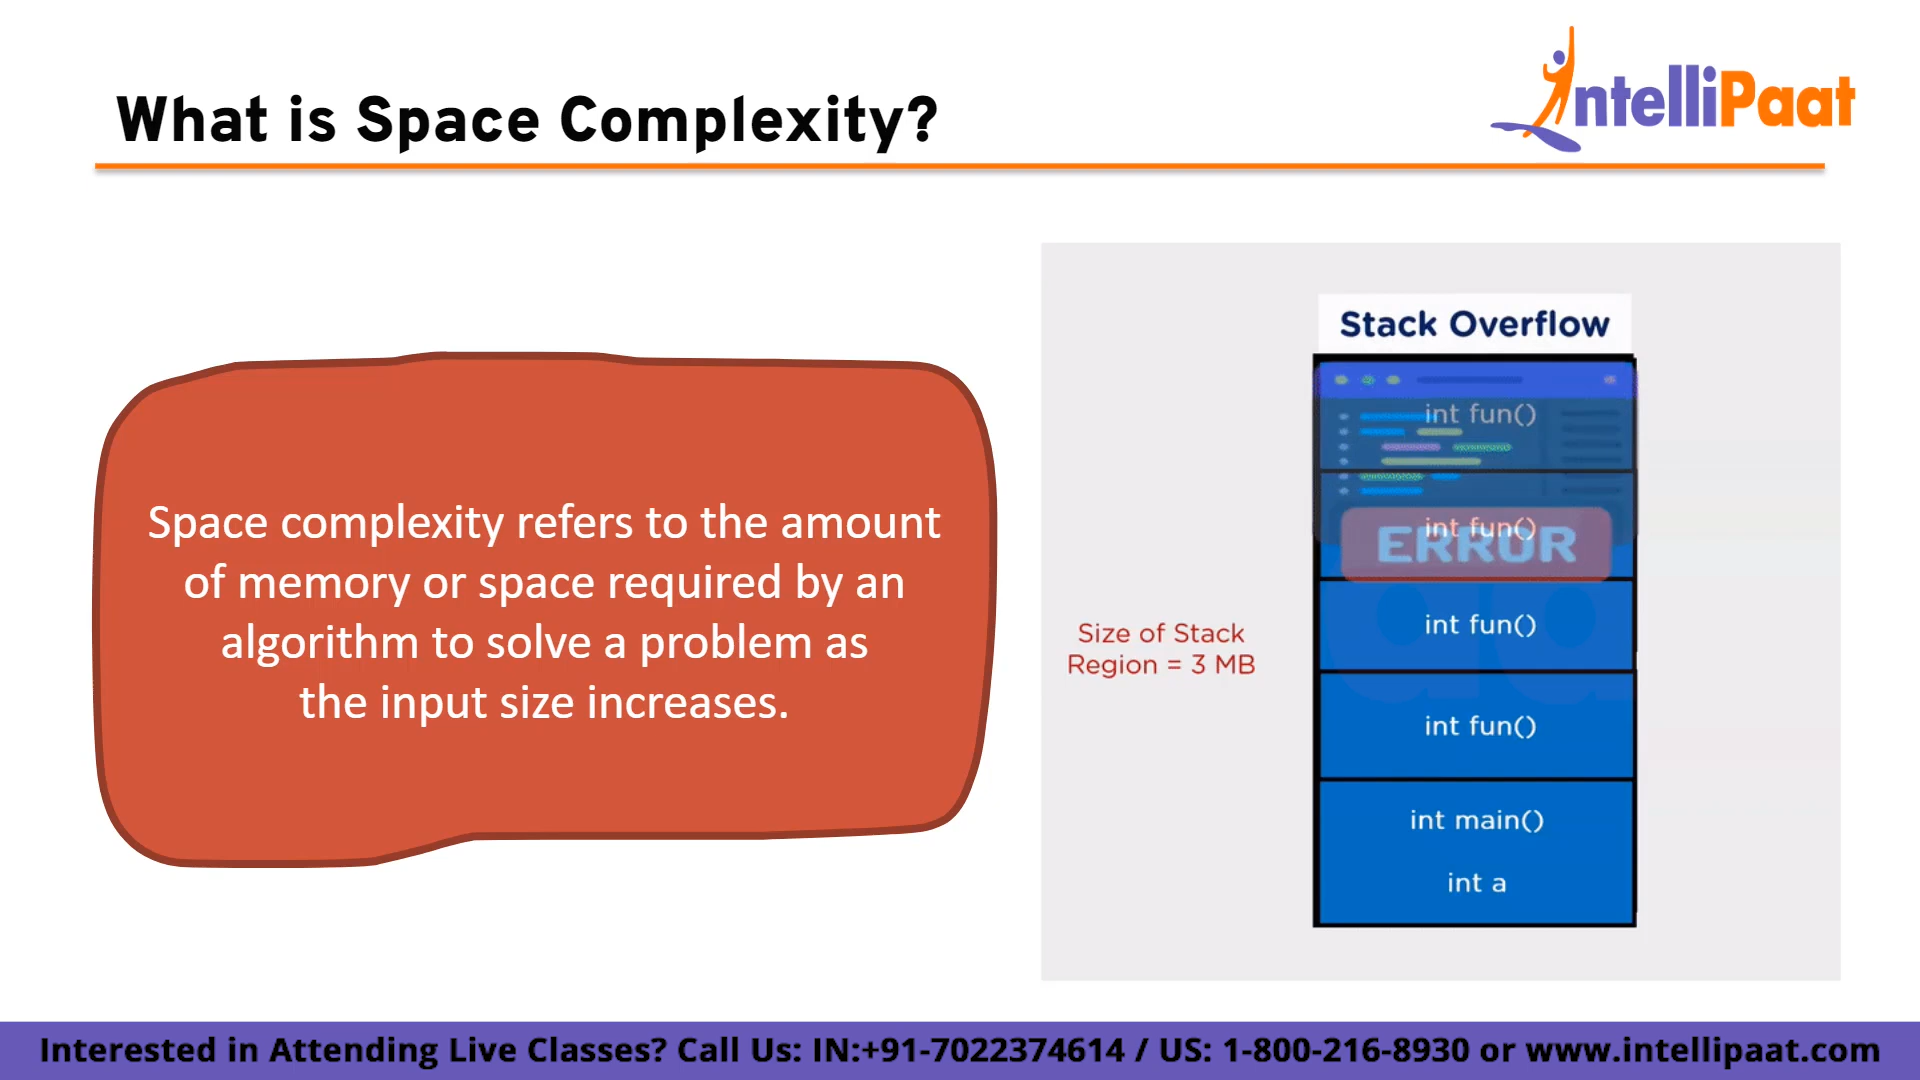 What is Space Complexity?
IntelliPaat
Space complexity refers to the amount
of memory or space required by an
algorithm to solve a problem as
the input size increases.
Stack Overflow
int fun()
int fun()
ERROR
int fun()
Size of Stack
Region = 3 MB
int fun()
int main()
int a
Interested in Attending Live Classes? Call Us: IN:+91-7022374614 / US: 1-800-216-8930 or www.intellipaat.com